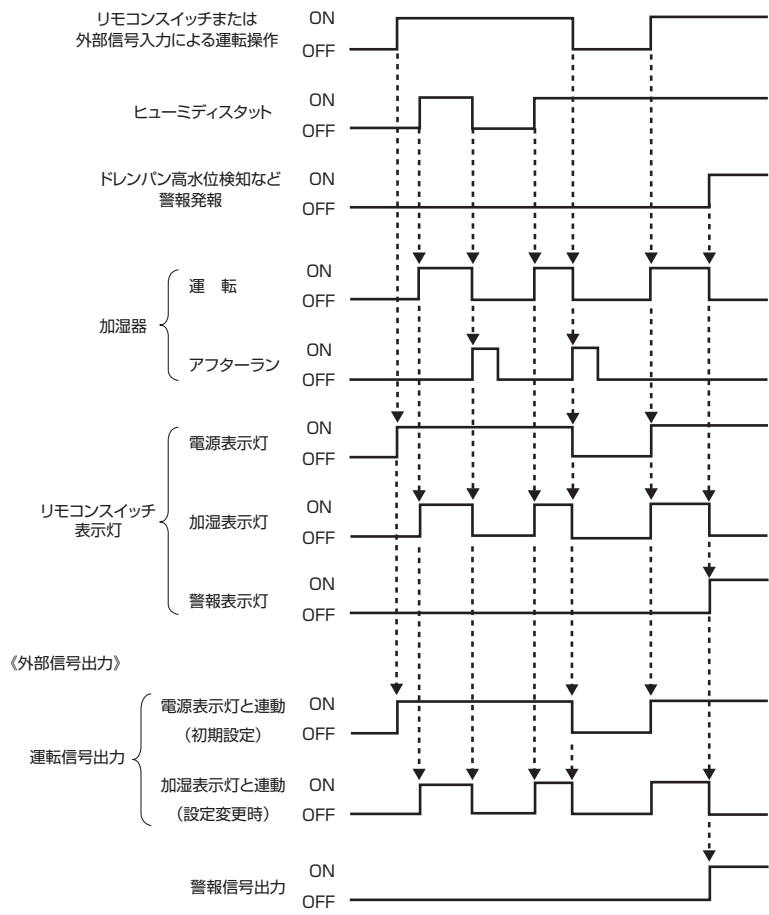 リモコンスイッチまたは
外部信号入力による運転操作
ON
OFF
ヒューミディスタット
ON
OFF
ドレンパン高水位検知など
警報発報
ON
OFF
加湿器
運　転
ON
OFF
アフターラン
ON
OFF
リモコンスイッチ
表示灯
電源表示灯
ON
OFF
加湿表示灯
ON
OFF
警報表示灯
ON
OFF
《外部信号出力》
運転信号出力
電源表示灯と連動
（初期設定）
ON
OFF
加湿表示灯と連動
（設定変更時）
ON
OFF
警報信号出力
ON
OFF